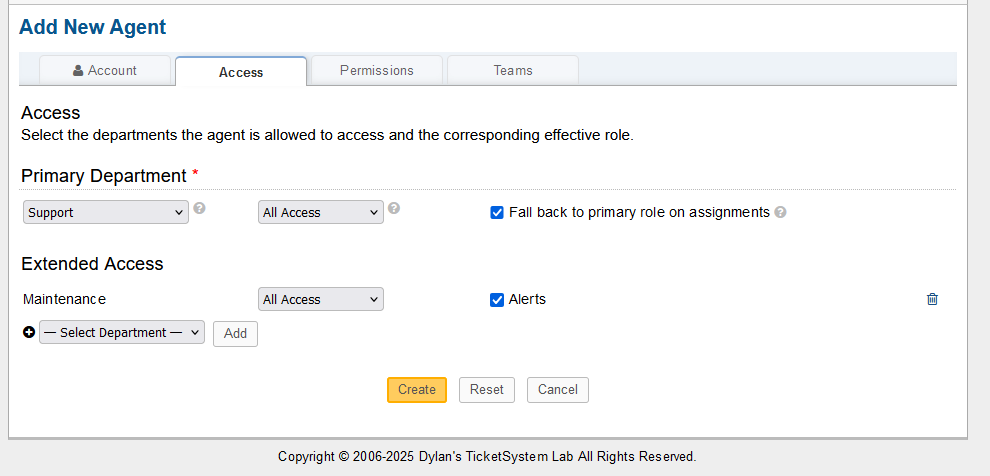 Add New Agent
Account Access Permissions Teams
Access
Select the departments the agent is allowed to access and the corresponding effective role.
Primary Department *
Support ? All Access ? Fall back to primary role on assignments ?
Extended Access
Maintenance All Access Alerts
— Select Department — Add
Create Reset Cancel
Copyright © 2006-2025 Dylan's TicketSystem Lab All Rights Reserved.